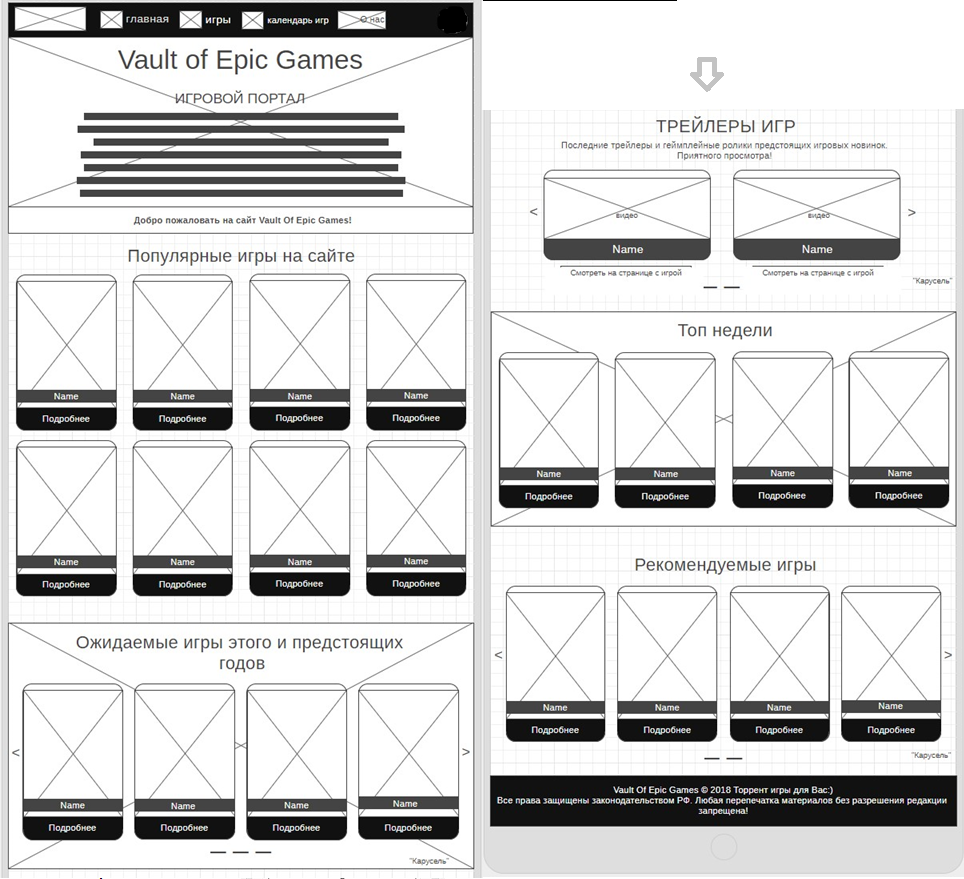 главная игры календарь игр О нас
Vault of Epic Games
ИГРОВОЙ ПОРТАЛ
Добро пожаловать на сайт Vault Of Epic Games!
Популярные игры на сайте
Name Name Name Name
Подробнее Подробнее Подробнее Подробнее
Name Name Name Name
Подробнее Подробнее Подробнее Подробнее
Ожидаемые игры этого и предстоящих
годов
< >
Name Name Name Name
Подробнее Подробнее Подробнее Подробнее
"Карусель"
ТРЕЙЛЕРЫ ИГР
Последние трейлеры и геймплейные ролики предстоящих игровых новинок.
Приятного просмотра!
< видео видео >
Name Name
Смотреть на странице с игрой Смотреть на странице с игрой
"Карусель"
Топ недели
Name Name Name Name
Подробнее Подробнее Подробнее Подробнее
Рекомендуемые игры
< >
Name Name Name Name
Подробнее Подробнее Подробнее Подробнее
"Карусель"
Vault Of Epic Games © 2018 Торрент игры для Вас:)
Все права защищены законодательством РФ. Любая перепечатка материалов без разрешения редакции
запрещена!